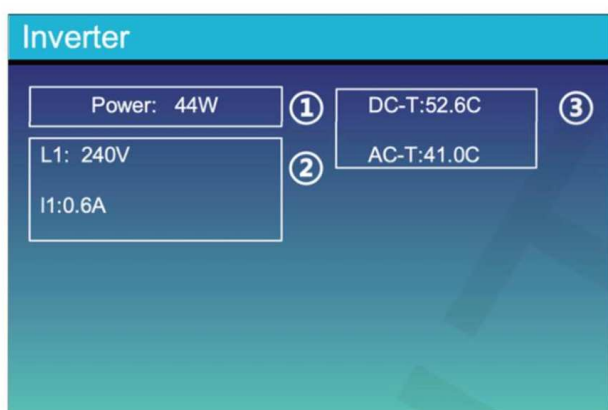 Inverter
Power: 44W
①
L1: 240V
I1:0.6A
②
DC-T:52.6C
AC-T:41.0C
③